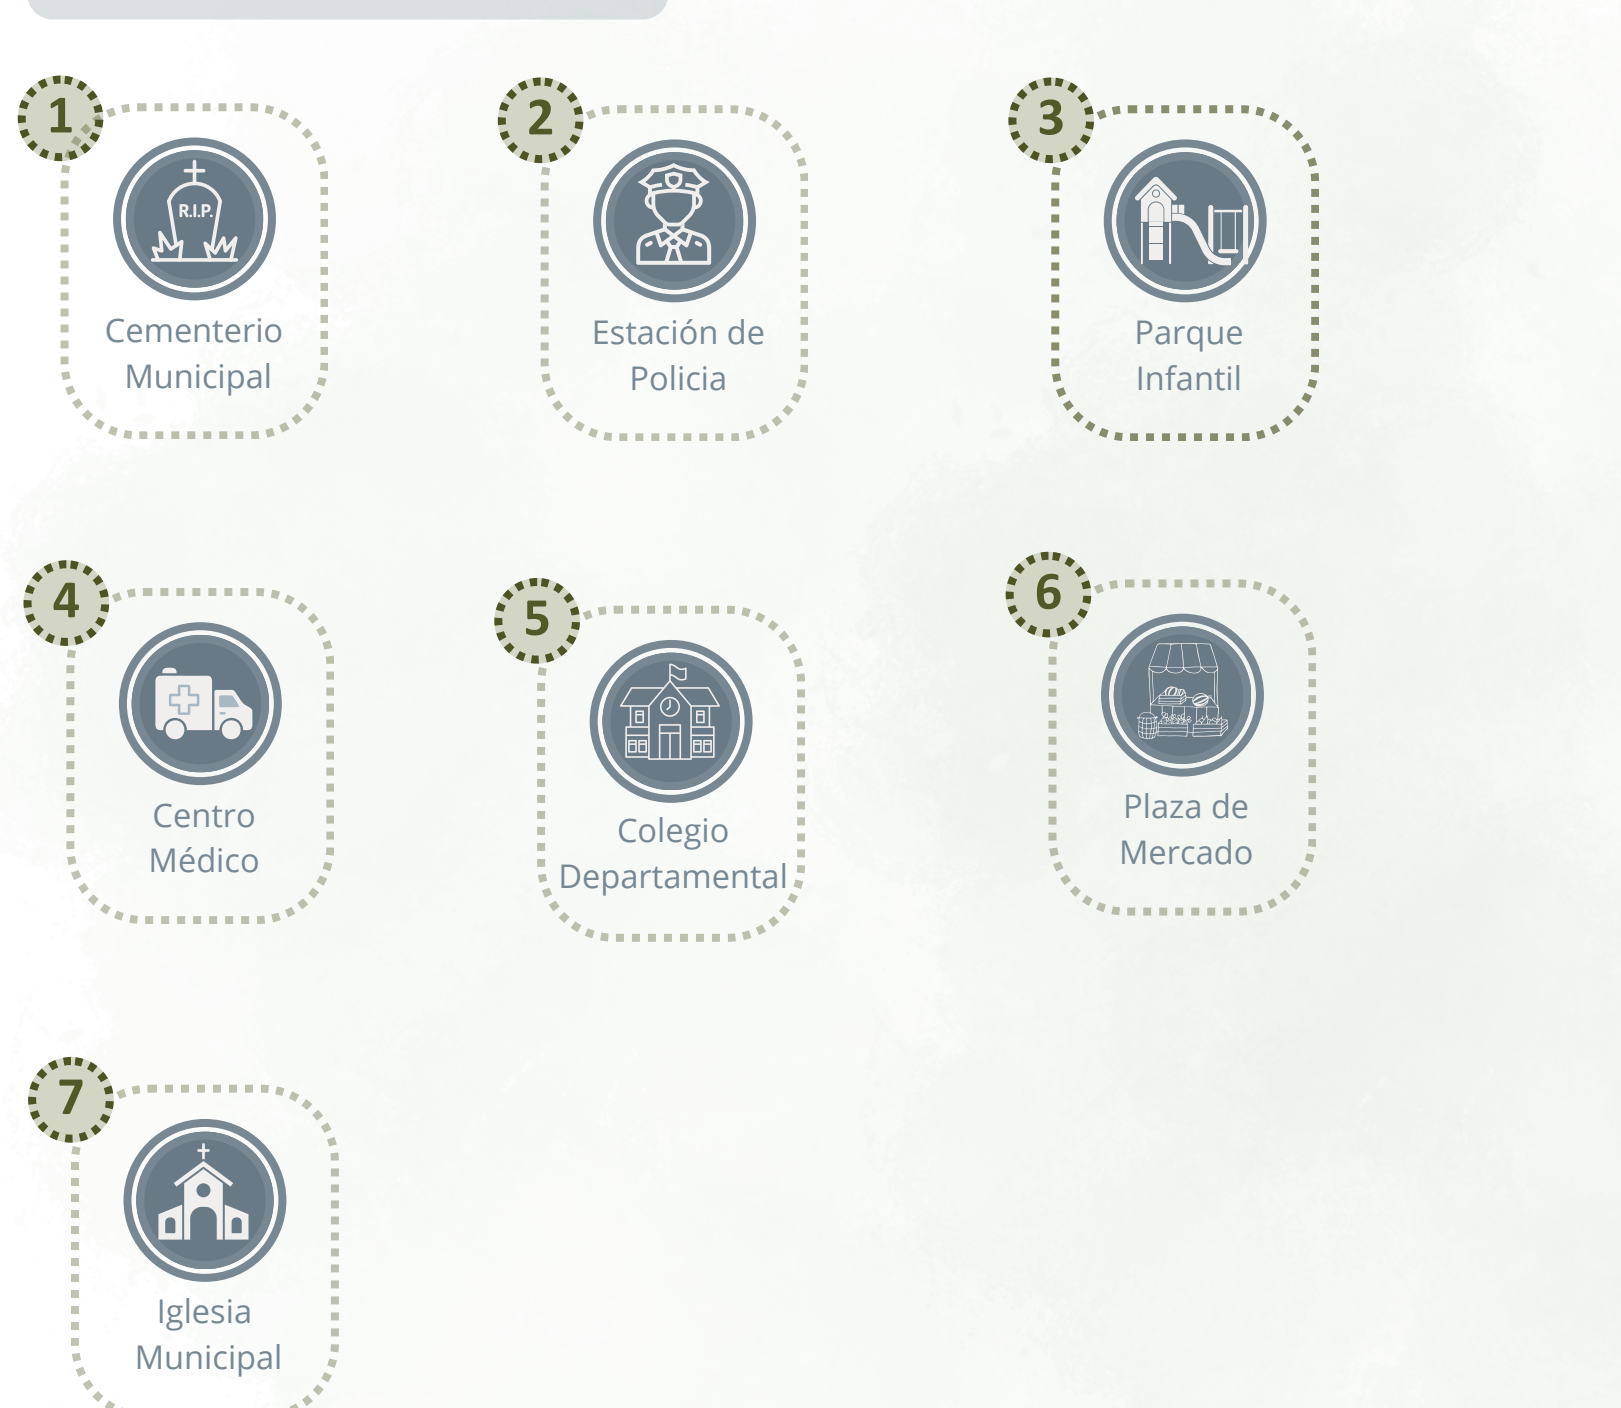 1
R.I.P.
Cementerio
Municipal
2
Estación de
Policia
3
Parque
Infantil
4
Centro
Médico
5
Colegio
Departamental
6
Plaza de
Mercado
7
Iglesia
Municipal